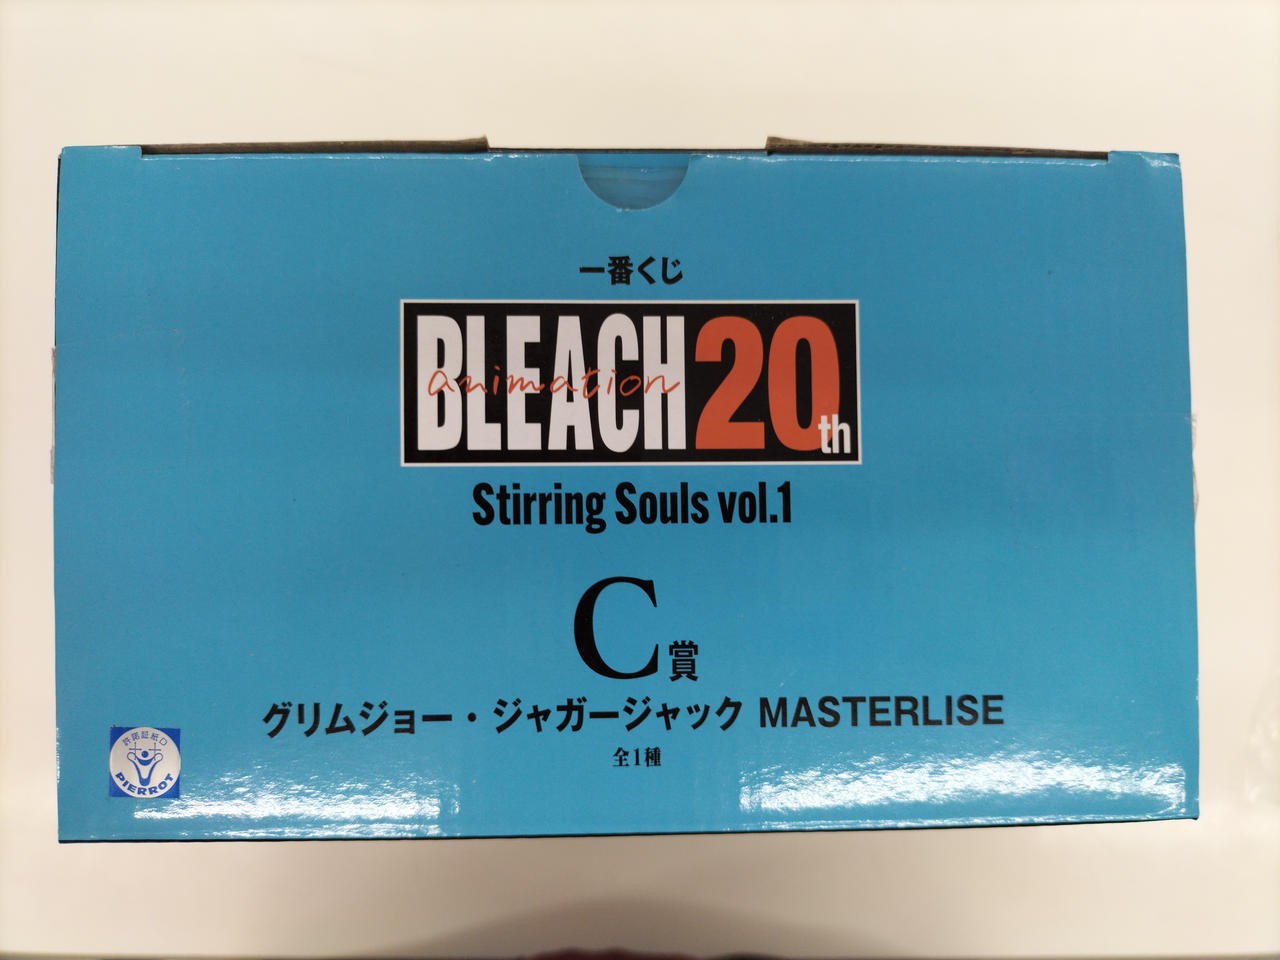 一番くじ
BLEACH 20th
animation
Stirring Souls vol.1
C賞
グリムジョー・ジャガージャック MASTERLISE
全1種
許諾証紙
PIERROT